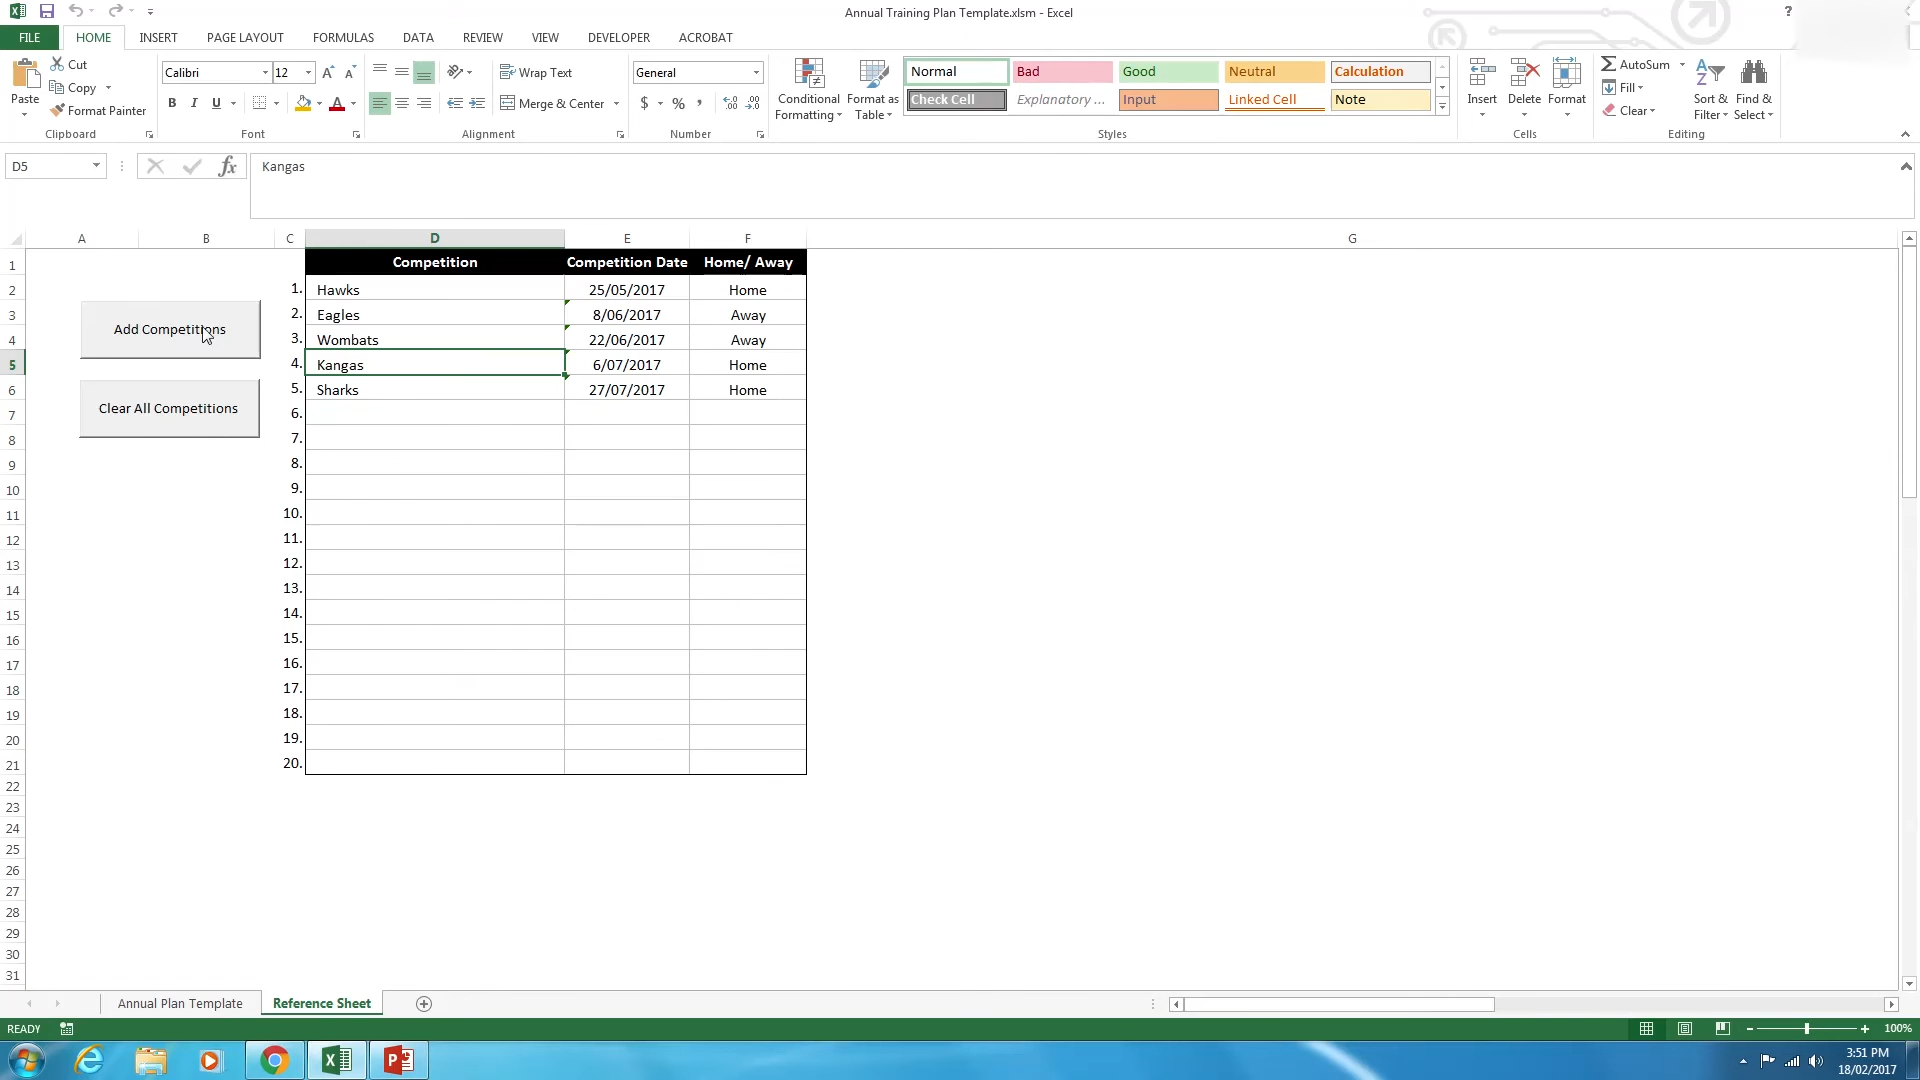 Annual Training Plan Template.xlsm - Excel
?
FILE HOME INSERT PAGE LAYOUT FORMULAS DATA REVIEW VIEW DEVELOPER ACROBAT
Paste
Cut
Copy
Format Painter
Clipboard
Calibri 12
B I U
Font
Wrap Text
Merge & Center
Alignment
General
$ % ,
Number
Conditional Formatting
Format as Table
Normal Bad Good Neutral Calculation
Check Cell Explanatory ... Input Linked Cell Note
Styles
Insert Delete Format
Cells
AutoSum
Fill
Clear
Sort & Filter
Find & Select
Editing
D5 fx Kangas
A B C D E F G
1 Competition Competition Date Home/ Away
2 1. Hawks 25/05/2017 Home
3 2. Eagles 8/06/2017 Away
4 3. Wombats 22/06/2017 Away
5 4. Kangas 6/07/2017 Home
6 5. Sharks 27/07/2017 Home
7 6.
8 7.
9 8.
10 9.
11 10.
12 11.
13 12.
14 13.
15 14.
16 15.
17 16.
18 17.
19 18.
20 19.
21 20.
22
23
24
25
26
27
28
29
30
31
Add Competitions
Clear All Competitions
Annual Plan Template Reference Sheet
READY 100%
3:51 PM
18/02/2017